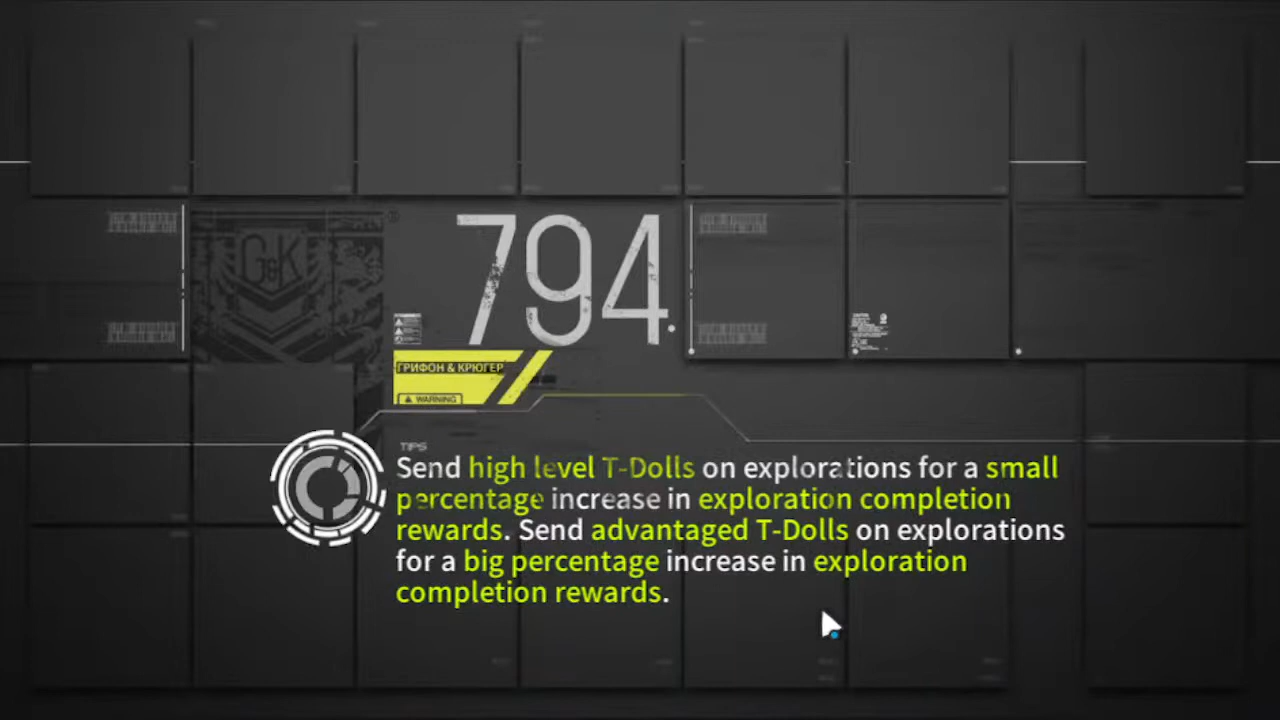 G&K
794.
ГРИФОН & КРЮГЕР
WARNING
TIPS
Send high level T-Dolls on explorations for a small
percentage increase in exploration completion
rewards. Send advantaged T-Dolls on explorations
for a big percentage increase in exploration
completion rewards.